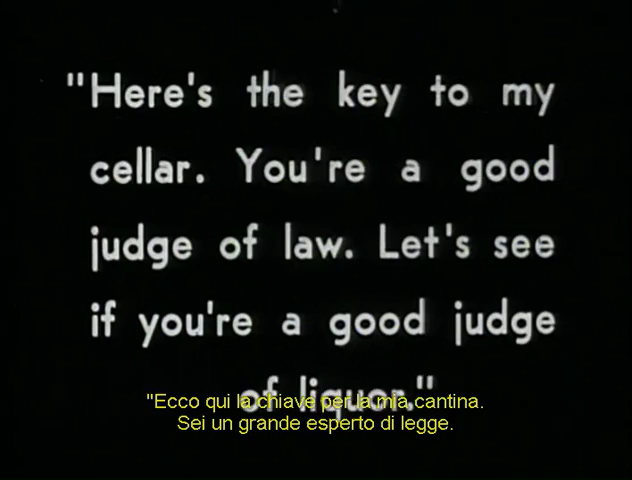 "Here's the key to my
cellar. You're a good
judge of law. Let's see
if you're a good judge
of liquor."
"Ecco qui la chiave per la mia cantina.
Sei un grande esperto di legge.